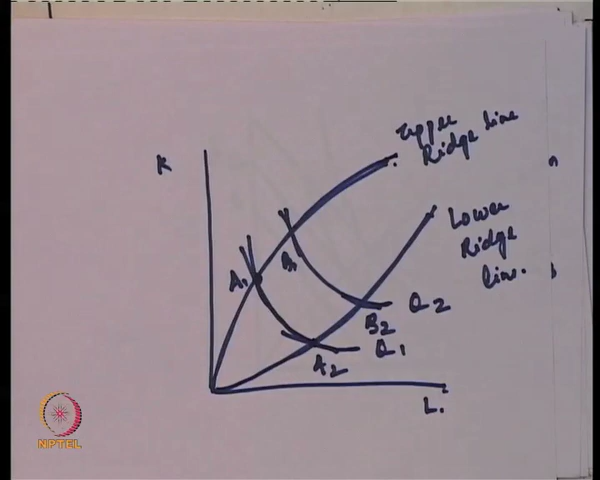 Upper
Ridge line
K
Lower
Ridge
line.
A1
B1
B2
Q2
A2
Q1
L.
NPTEL